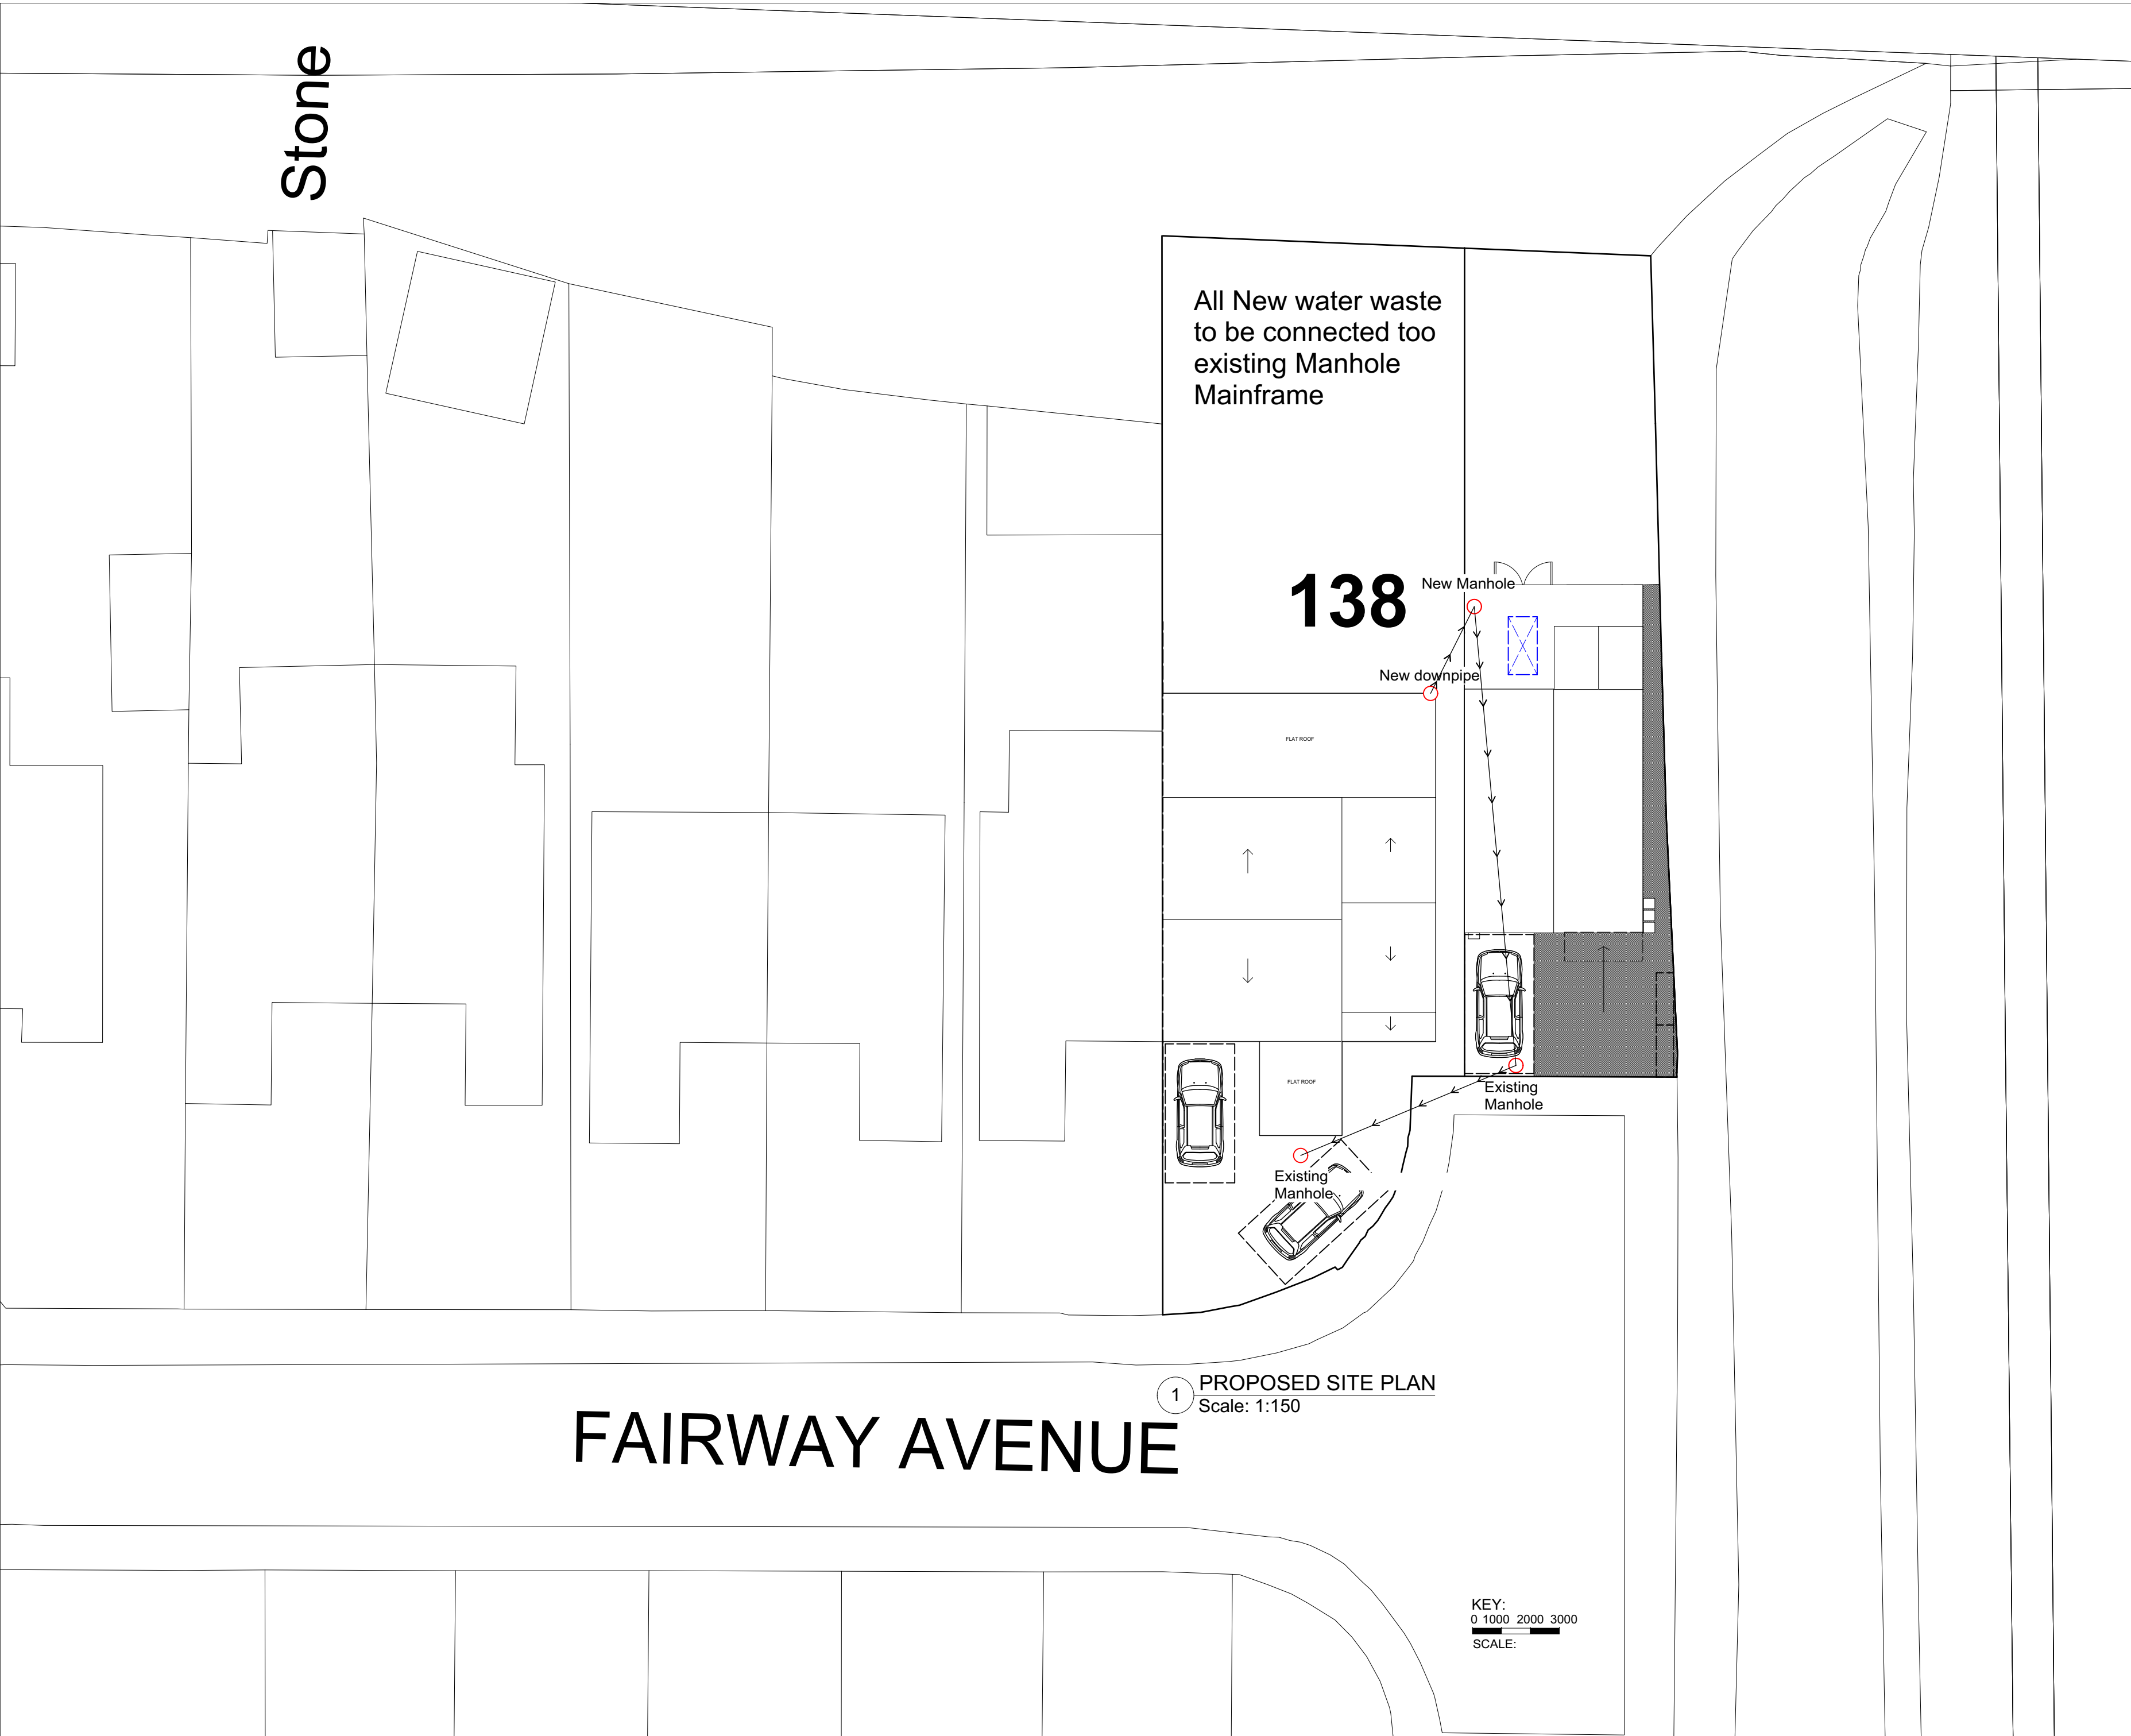 Stone
All New water waste
to be connected too
existing Manhole
Mainframe
138
New Manhole
New downpipe
FLAT ROOF
FLAT ROOF
Existing
Manhole
Existing
Manhole
1
PROPOSED SITE PLAN
Scale: 1:150
FAIRWAY AVENUE
KEY:
0 1000 2000 3000
SCALE: